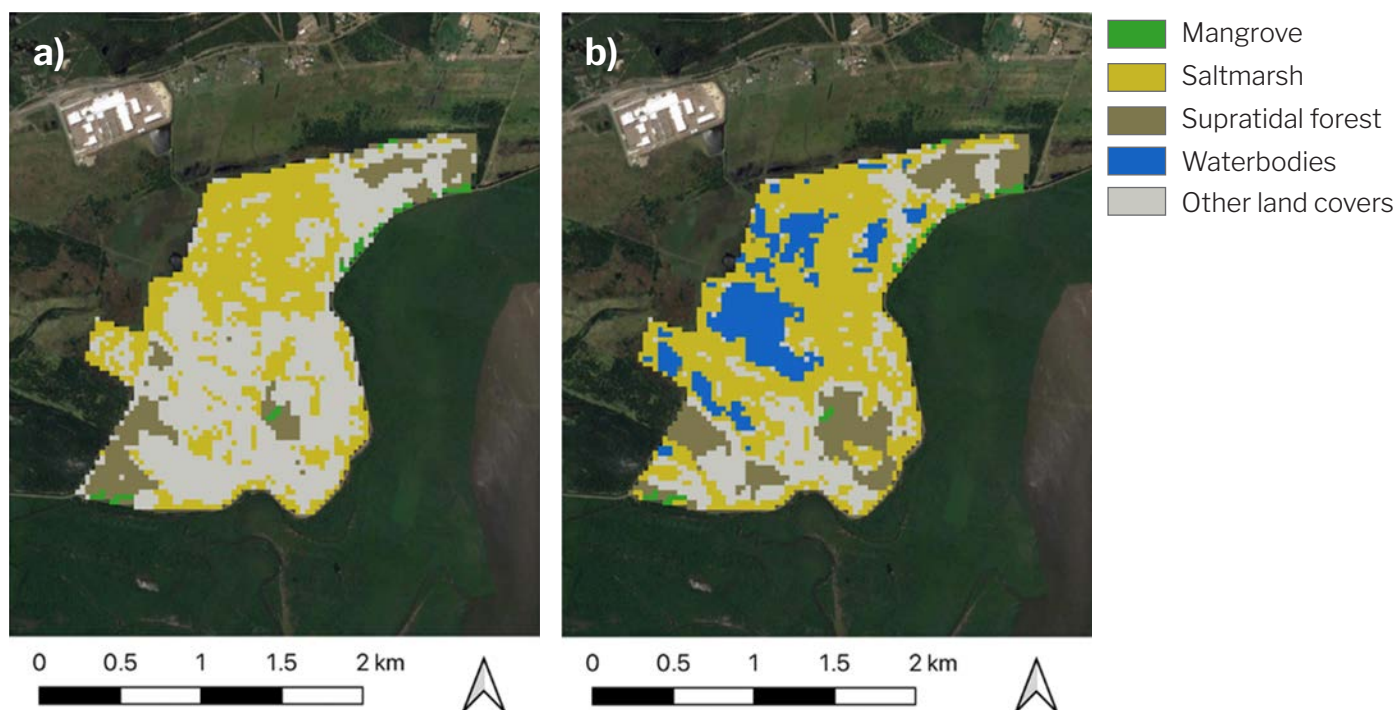 a)
b)
Mangrove
Saltmarsh
Supratidal forest
Waterbodies
Other land covers
0 0.5 1 1.5 2 km
0 0.5 1 1.5 2 km